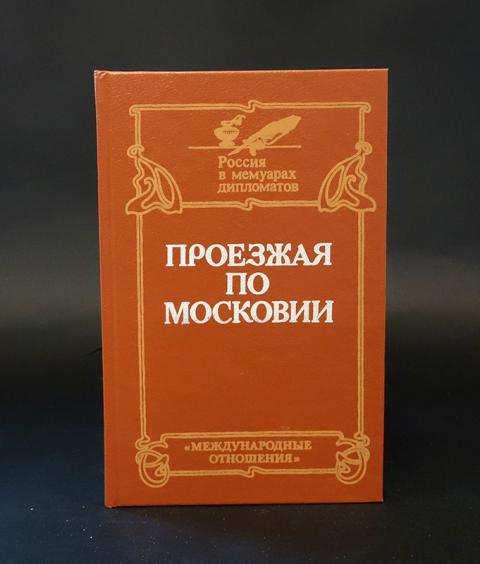 Россия
в мемуарах
дипломатов
ПРОЕЗЖАЯ
ПО
МОСКОВИИ
«МЕЖДУНАРОДНЫЕ
ОТНОШЕНИЯ»